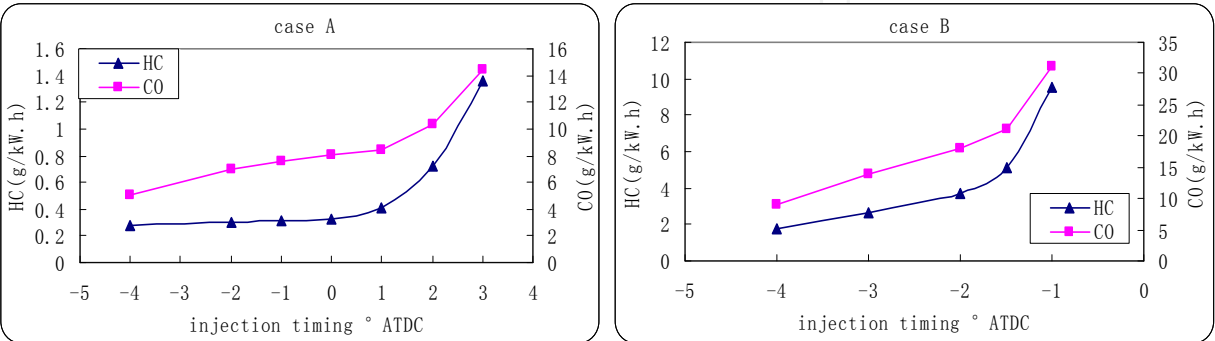 case A
HC
CO
1.6
1.4
1.2
1
0.8
0.6
0.4
0.2
0
HC(g/kW.h)
16
14
12
10
8
6
4
2
0
CO(g/kW.h)
-5 -4 -3 -2 -1 0 1 2 3 4
injection timing ° ATDC
case B
12
10
8
6
4
2
0
HC(g/kW.h)
35
30
25
20
15
10
5
0
CO(g/kW.h)
HC
CO
-5 -4 -3 -2 -1 0
injection timing ° ATDC